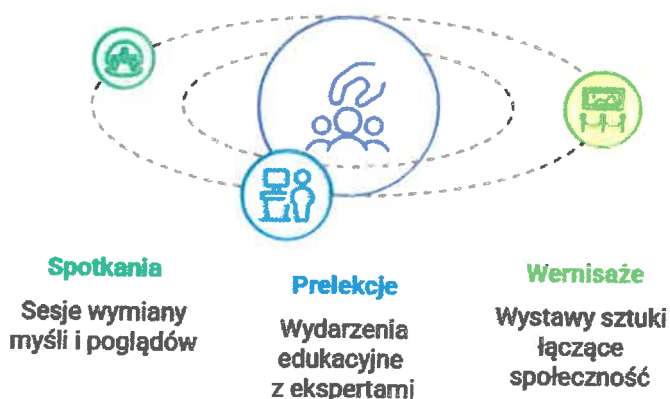 Spotkania
Sesje wymiany
myśli i poglądów
Prelekcje
Wydarzenia
edukacyjne
z ekspertami
Wernisaże
Wystawy sztuki
łączące
społeczność